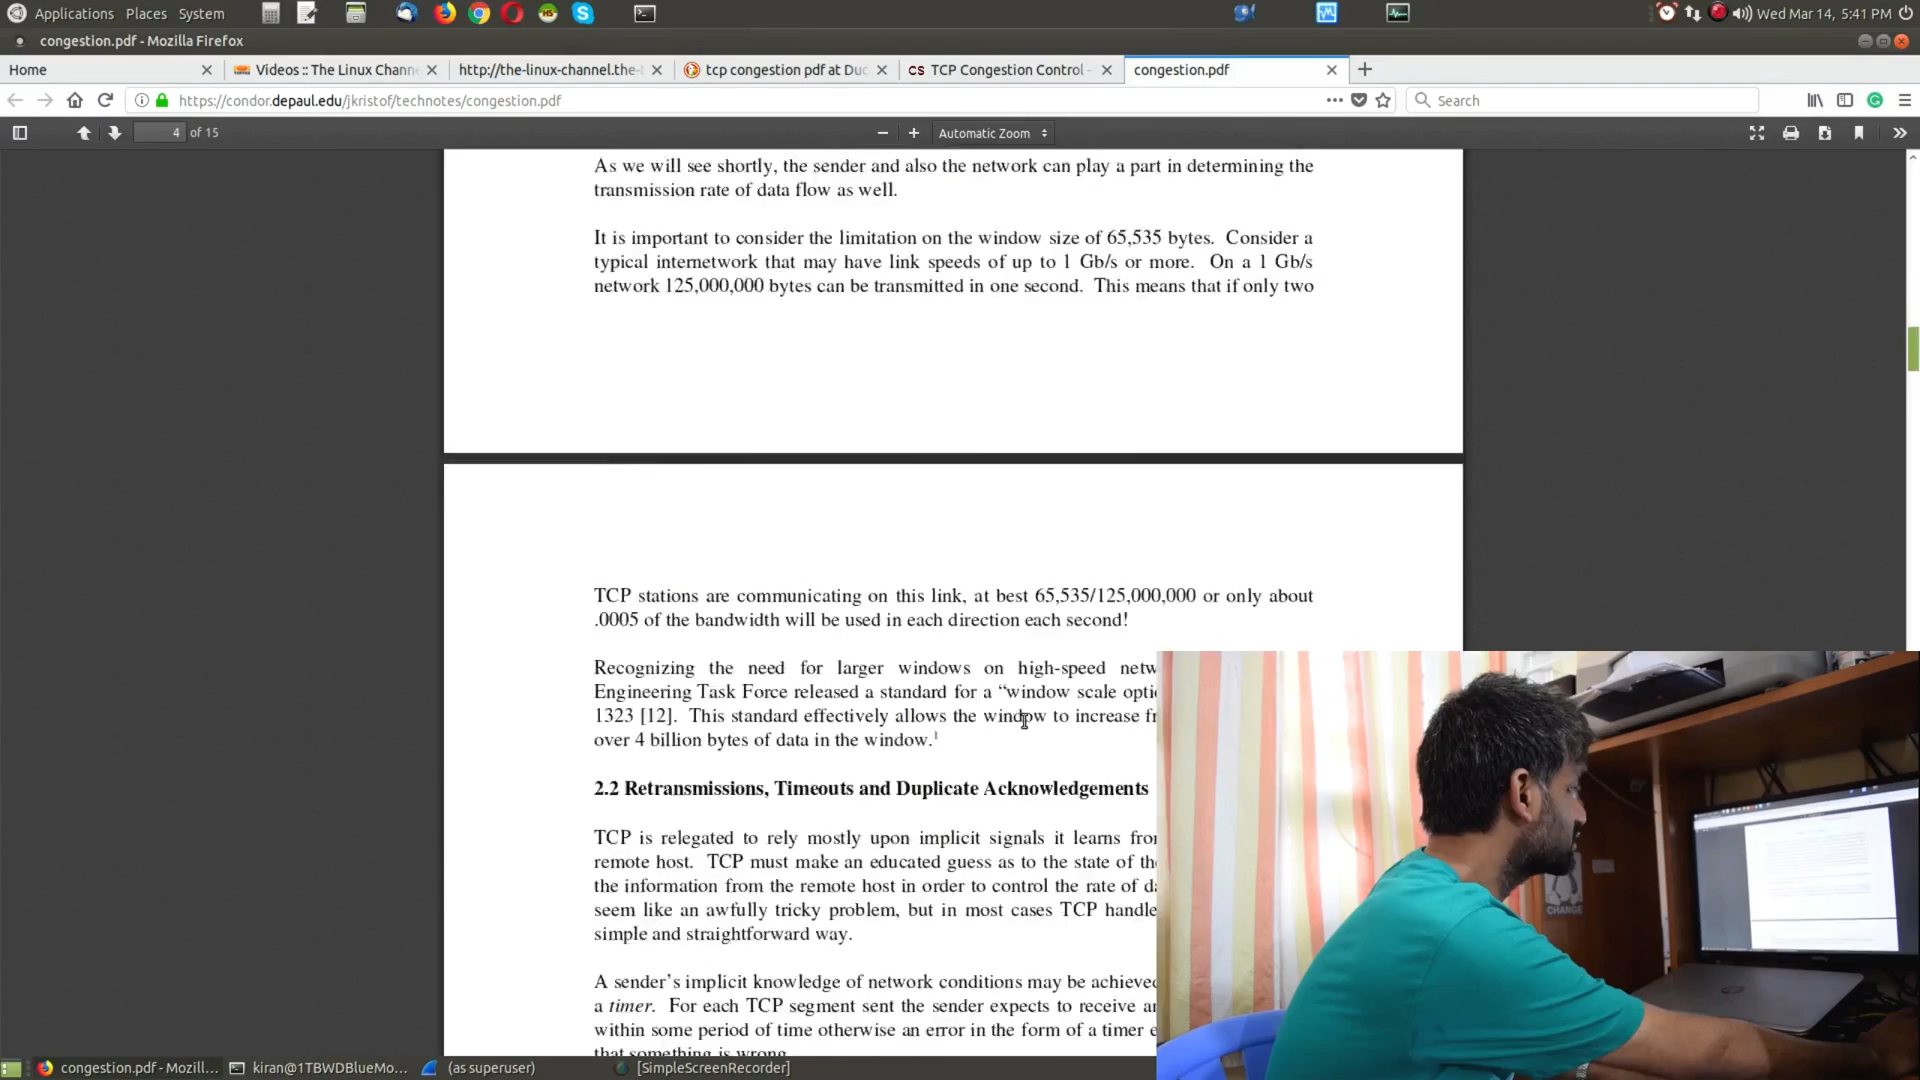 Applications Places System
Wed Mar 14, 5:41 PM
congestion.pdf - Mozilla Firefox
Home
Videos :: The Linux Chann
http://the-linux-channel.the-
tcp congestion pdf at Duc
CS TCP Congestion Control -
congestion.pdf
https://condor.depaul.edu/jkristof/technotes/congestion.pdf
Search
4 of 15
Automatic Zoom
As we will see shortly, the sender and also the network can play a part in determining the
transmission rate of data flow as well.
It is important to consider the limitation on the window size of 65,535 bytes. Consider a
typical internetwork that may have link speeds of up to 1 Gb/s or more. On a 1 Gb/s
network 125,000,000 bytes can be transmitted in one second. This means that if only two
TCP stations are communicating on this link, at best 65,535/125,000,000 or only about
.0005 of the bandwidth will be used in each direction each second!
Recognizing the need for larger windows on high-speed netw
Engineering Task Force released a standard for a “window scale optio
1323 [12]. This standard effectively allows the window to increase fr
over 4 billion bytes of data in the window.1
2.2 Retransmissions, Timeouts and Duplicate Acknowledgements
TCP is relegated to rely mostly upon implicit signals it learns fro
remote host. TCP must make an educated guess as to the state of the
the information from the remote host in order to control the rate of da
seem like an awfully tricky problem, but in most cases TCP handle
simple and straightforward way.
A sender’s implicit knowledge of network conditions may be achieved
a timer. For each TCP segment sent the sender expects to receive an
within some period of time otherwise an error in the form of a timer e
that something is wrong
CHANGE
congestion.pdf - Mozill...
kiran@1TBWDBlueMo...
(as superuser)
[SimpleScreenRecorder]